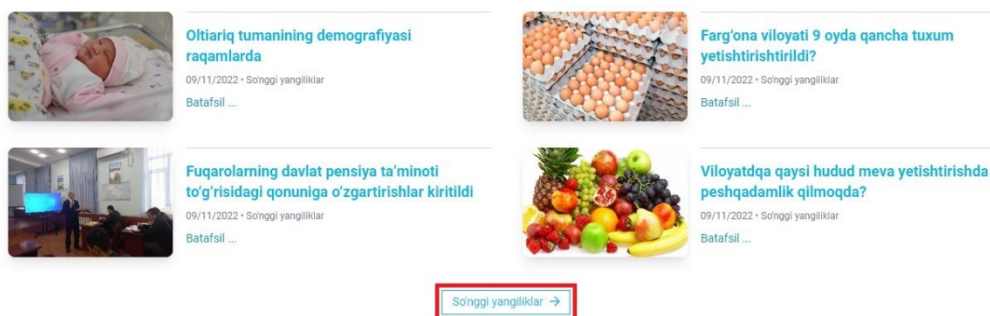 Oltiariq tumanining demografiyasi
raqamlarda
09/11/2022 • So'nggi yangiliklar
Batafsil ...
Farg'ona viloyati 9 oyda qancha tuxum
yetishtirishtirildi?
09/11/2022 • So'nggi yangiliklar
Batafsil ...
Fuqarolarning davlat pensiya ta'minoti
to'g'risidagi qonuniga o'zgartirishlar kiritildi
09/11/2022 • So'nggi yangiliklar
Batafsil ...
Viloyatdqa qaysi hudud meva yetishtirishda
peshqadamlik qilmoqda?
09/11/2022 • So'nggi yangiliklar
Batafsil ...
So'nggi yangiliklar →